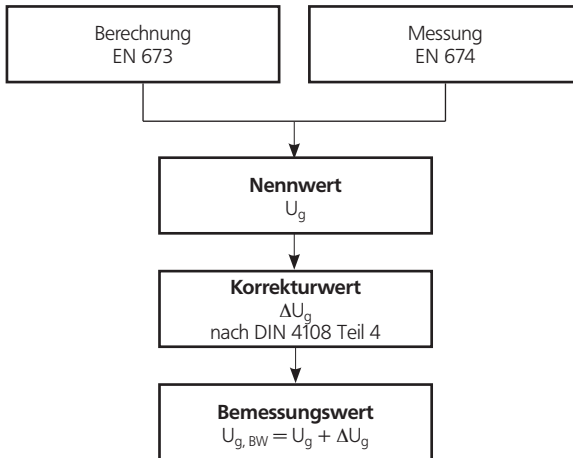 Berechnung
EN 673
Messung
EN 674
Nennwert
U_g
Korrekturwert
ΔU_g
nach DIN 4108 Teil 4
Bemessungswert
U_g, BW = U_g + ΔU_g